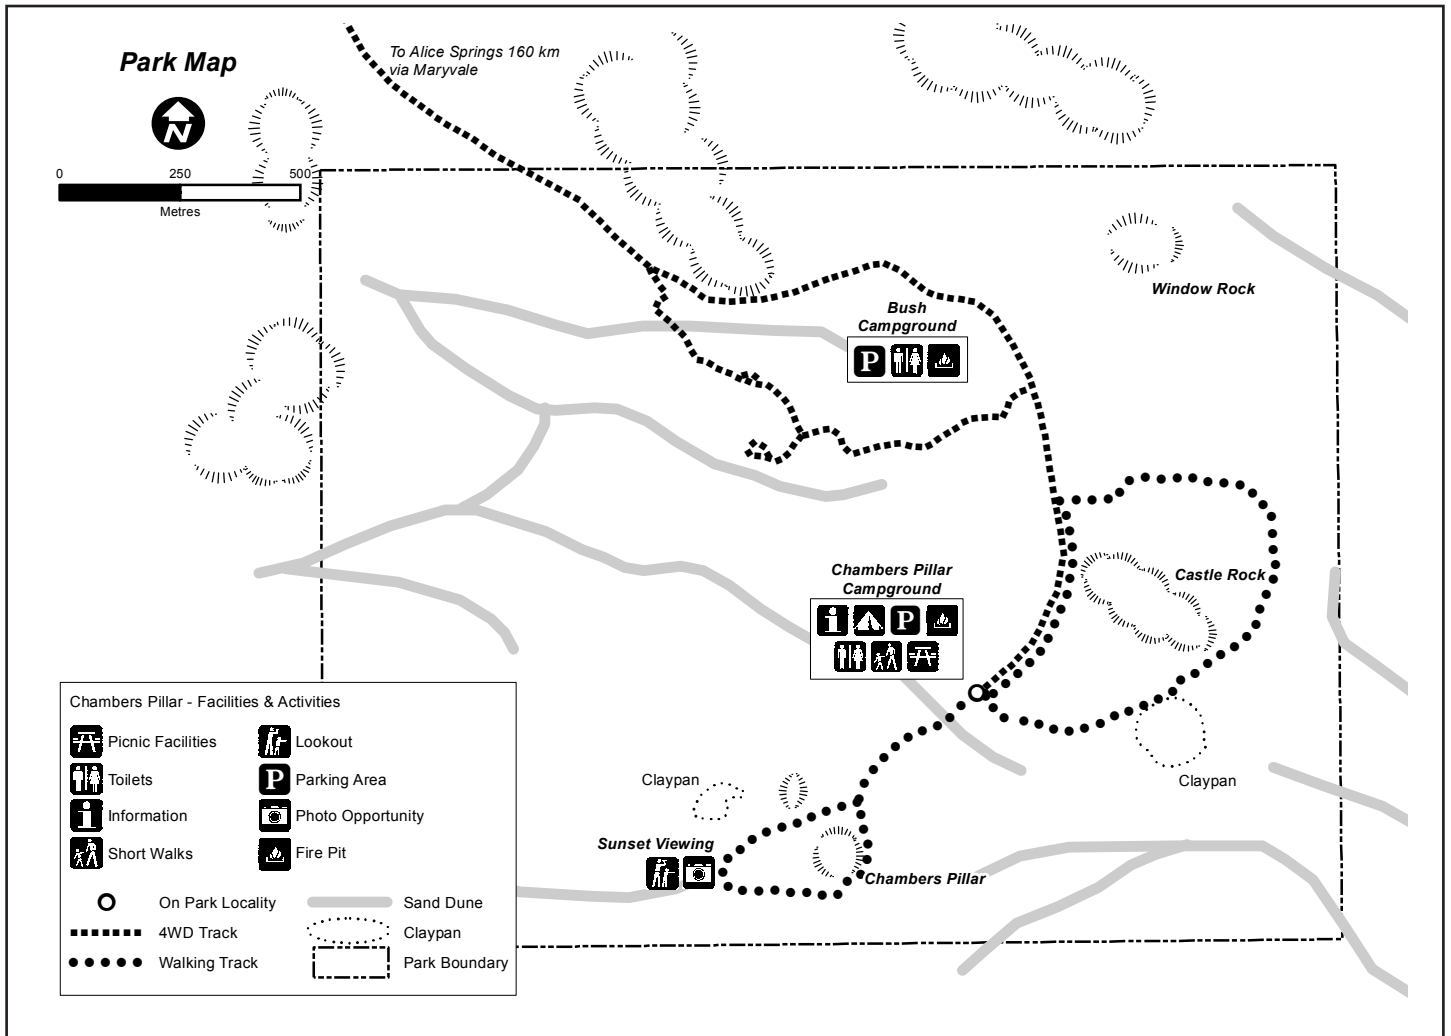 Park Map
To Alice Springs 160 km
via Maryvale
N
0 250 500
Metres
Window Rock
Bush
Campground
P
Castle Rock
Chambers Pillar
Campground
i P
Claypan
Claypan
Sunset Viewing
Chambers Pillar
Chambers Pillar - Facilities & Activities
Picnic Facilities
Lookout
Toilets
P Parking Area
i Information
Photo Opportunity
Short Walks
Fire Pit
On Park Locality
Sand Dune
4WD Track
Claypan
Walking Track
Park Boundary